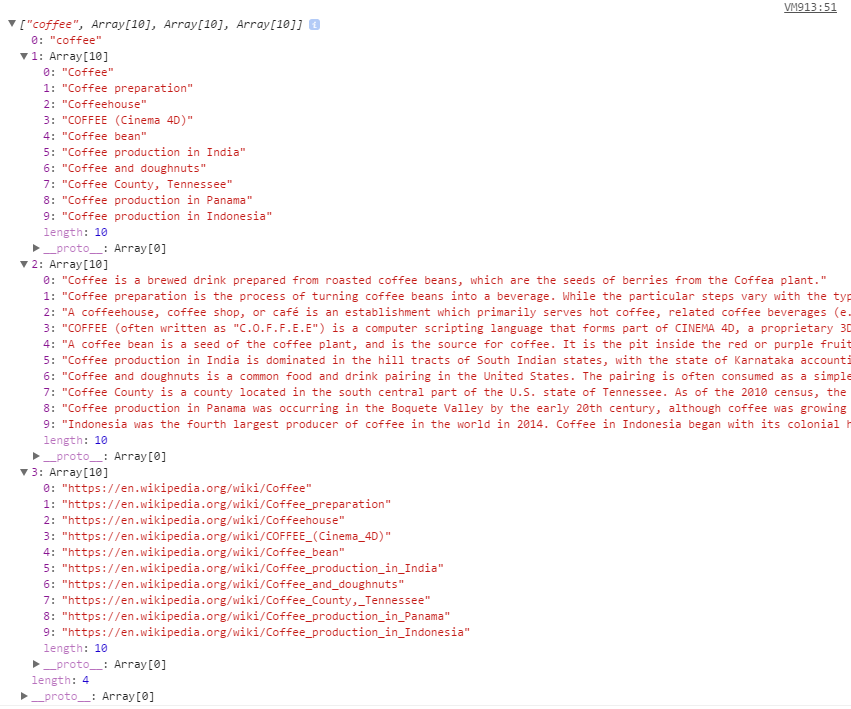 VM913:51
["coffee", Array[10], Array[10], Array[10]] i
0: "coffee"
1: Array[10]
0: "Coffee"
1: "Coffee preparation"
2: "Coffeehouse"
3: "COFFEE (Cinema 4D)"
4: "Coffee bean"
5: "Coffee production in India"
6: "Coffee and doughnuts"
7: "Coffee County, Tennessee"
8: "Coffee production in Panama"
9: "Coffee production in Indonesia"
length: 10
__proto__: Array[0]
2: Array[10]
0: "Coffee is a brewed drink prepared from roasted coffee beans, which are the seeds of berries from the Coffea plant."
1: "Coffee preparation is the process of turning coffee beans into a beverage. While the particular steps vary with the typ
2: "A coffeehouse, coffee shop, or café is an establishment which primarily serves hot coffee, related coffee beverages (e.
3: "COFFEE (often written as "C.O.F.F.E.E") is a computer scripting language that forms part of CINEMA 4D, a proprietary 3D
4: "A coffee bean is a seed of the coffee plant, and is the source for coffee. It is the pit inside the red or purple fruit
5: "Coffee production in India is dominated in the hill tracts of South Indian states, with the state of Karnataka accounti
6: "Coffee and doughnuts is a common food and drink pairing in the United States. The pairing is often consumed as a simple
7: "Coffee County is a county located in the south central part of the U.S. state of Tennessee. As of the 2010 census, the
8: "Coffee production in Panama was occurring in the Boquete Valley by the early 20th century, although coffee was growing
9: "Indonesia was the fourth largest producer of coffee in the world in 2014. Coffee in Indonesia began with its colonial h
length: 10
__proto__: Array[0]
3: Array[10]
0: "https://en.wikipedia.org/wiki/Coffee"
1: "https://en.wikipedia.org/wiki/Coffee_preparation"
2: "https://en.wikipedia.org/wiki/Coffeehouse"
3: "https://en.wikipedia.org/wiki/COFFEE_(Cinema_4D)"
4: "https://en.wikipedia.org/wiki/Coffee_bean"
5: "https://en.wikipedia.org/wiki/Coffee_production_in_India"
6: "https://en.wikipedia.org/wiki/Coffee_and_doughnuts"
7: "https://en.wikipedia.org/wiki/Coffee_County,_Tennessee"
8: "https://en.wikipedia.org/wiki/Coffee_production_in_Panama"
9: "https://en.wikipedia.org/wiki/Coffee_production_in_Indonesia"
length: 10
__proto__: Array[0]
length: 4
__proto__: Array[0]